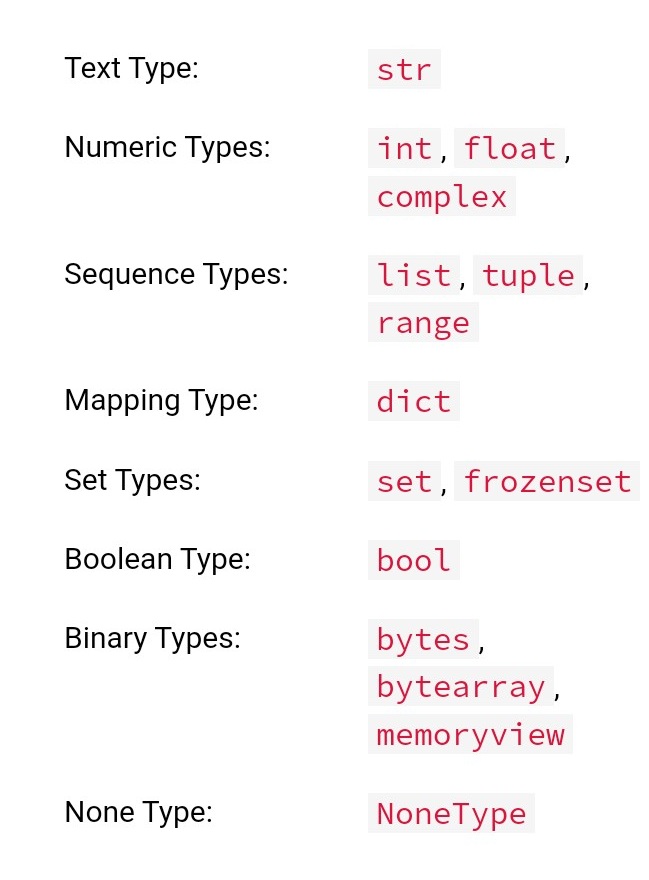 Text Type: str
Numeric Types: int, float,
complex
Sequence Types: list, tuple,
range
Mapping Type: dict
Set Types: set, frozenset
Boolean Type: bool
Binary Types: bytes,
bytearray,
memoryview
None Type: NoneType